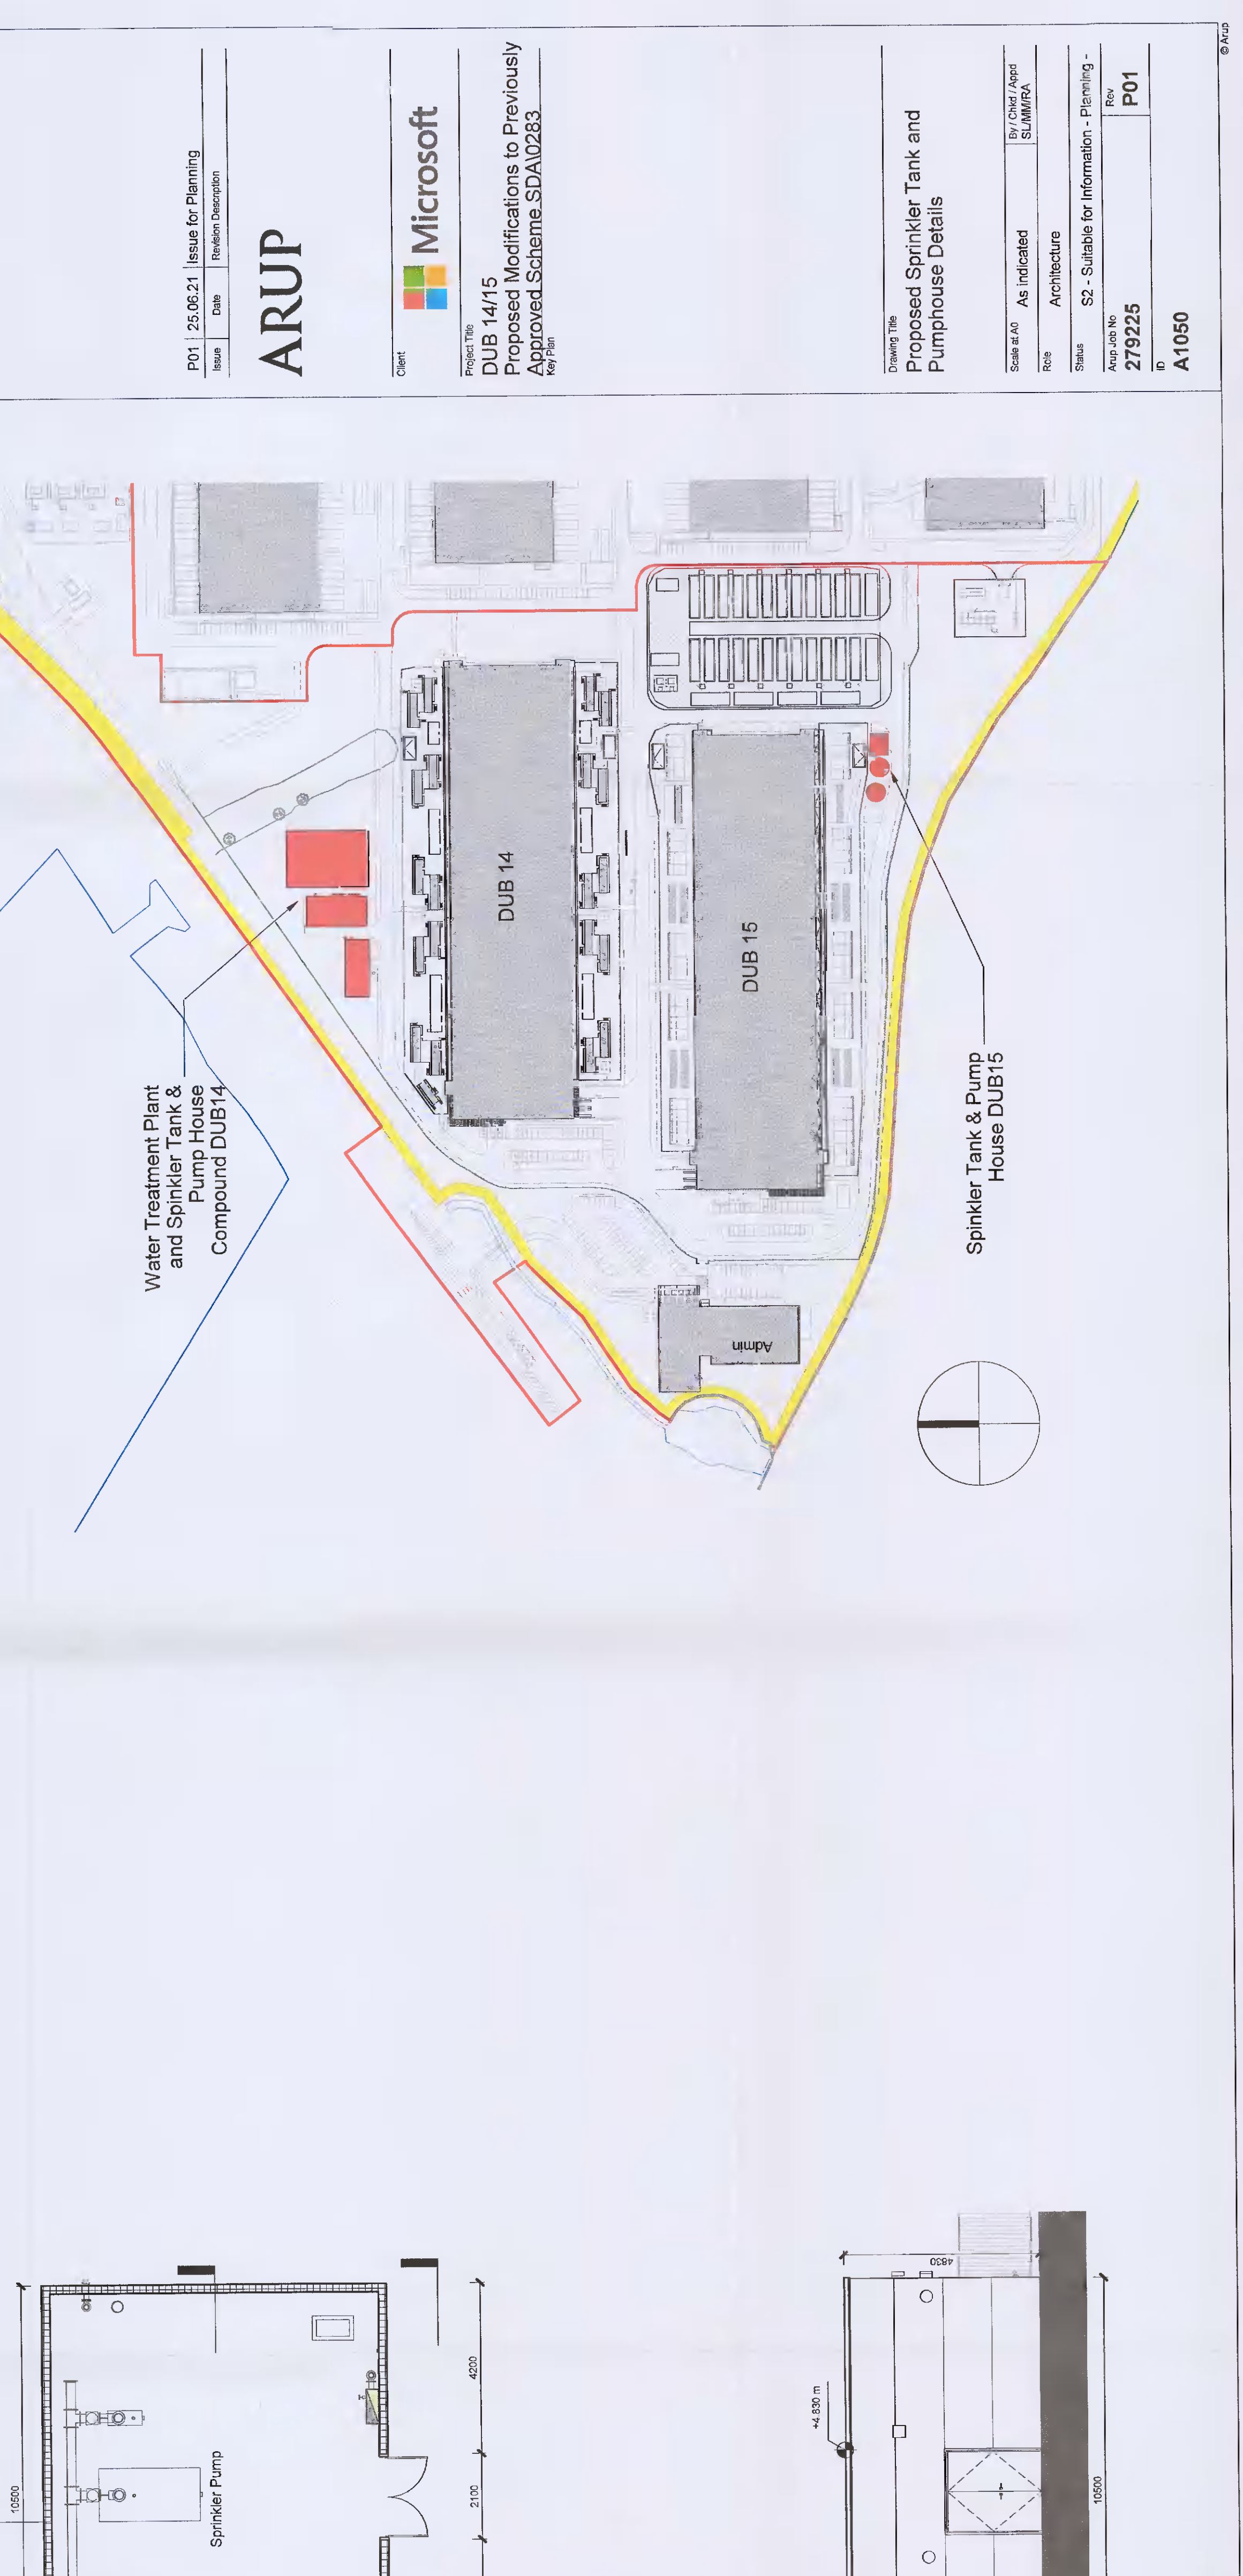 P01
25.06.21
Issue for Planning
Issue
Date
Revision Description
ARUP
Client
Microsoft
Project Title
DUB 14/15
Proposed Modifications to Previously
Approved Scheme SDA\0283
Key Plan
Drawing Title
Proposed Sprinkler Tank and
Pumphouse Details
Scale at A0
As indicated
By / Chkd / Appd
SL/MM/RA
Role
Architecture
Status
S2 - Suitable for Information - Planning -
Arup Job No
279225
Rev
P01
ID
A1050
© Arup
Water Treatment Plant
and Spinkler Tank &
Pump House
Compound DUB14
DUB 14
DUB 15
Admin
Spinkler Tank & Pump
House DUB15
10500
Sprinkler Pump
4200
2100
+4.830 m
4830
10500